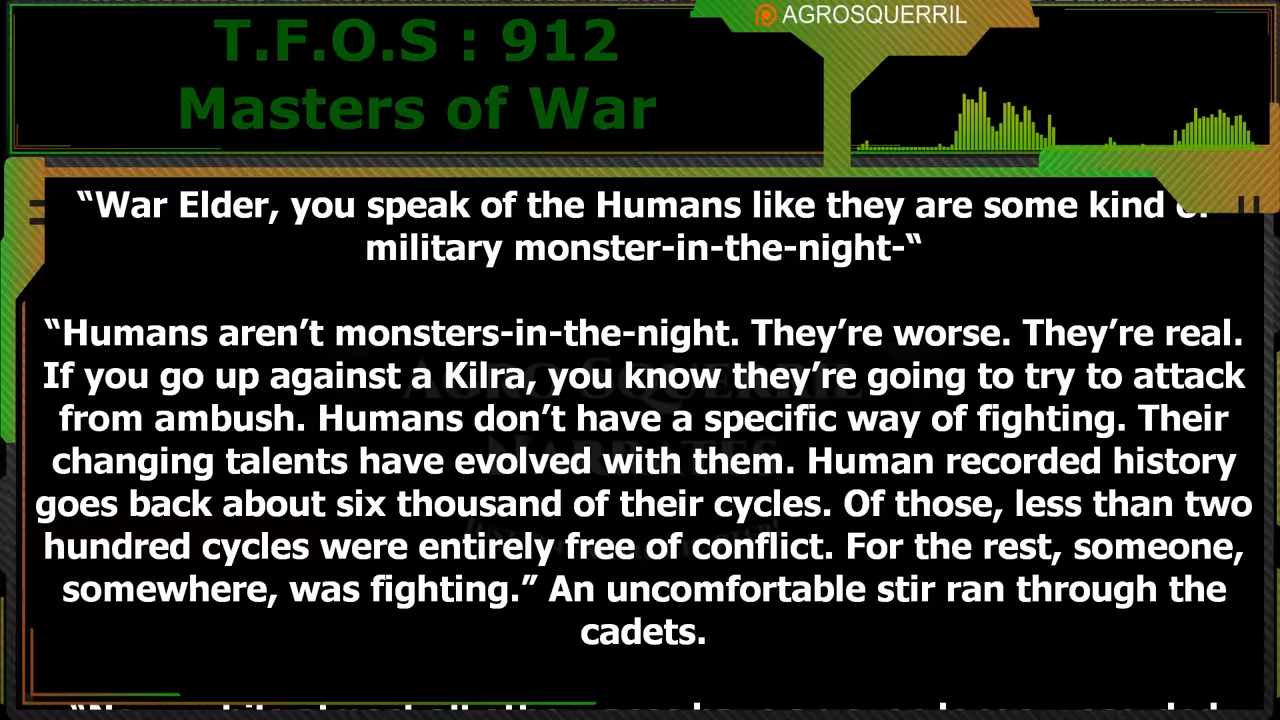 T.F.O.S : 912
Masters of War
AGROSQUERRIL
“War Elder, you speak of the Humans like they are some kind of
military monster-in-the-night-“
“Humans aren’t monsters-in-the-night. They’re worse. They’re real.
If you go up against a Kilra, you know they’re going to try to attack
from ambush. Humans don’t have a specific way of fighting. Their
changing talents have evolved with them. Human recorded history
goes back about six thousand of their cycles. Of those, less than two
hundred cycles were entirely free of conflict. For the rest, someone,
somewhere, was fighting.” An uncomfortable stir ran through the
cadets.